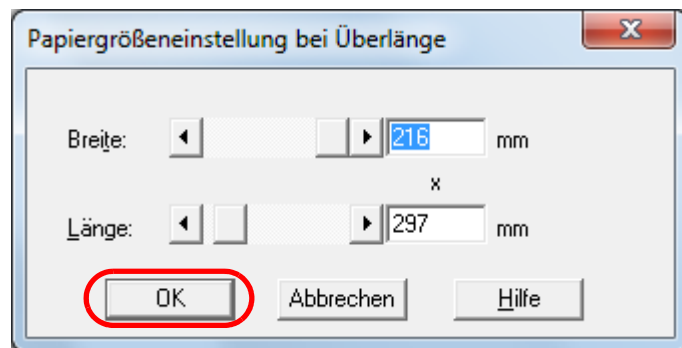 Papiergrößeneinstellung bei Überlänge
Breite: 216 mm
x
Länge: 297 mm
OK Abbrechen Hilfe